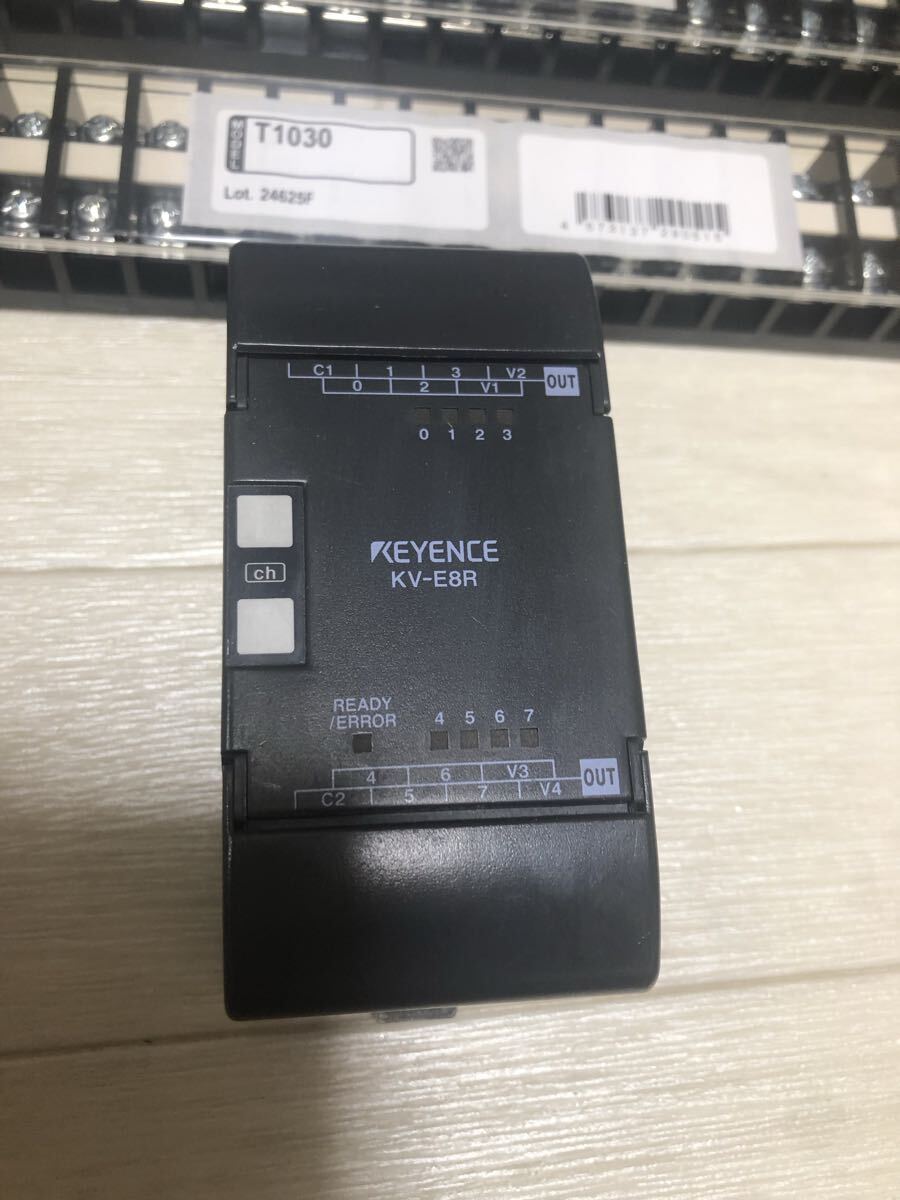 MODEL
T1030
Lot. 24625F
C1 1 3 V2
0 2 V1
OUT
0 1 2 3
KEYENCE
KV-E8R
ch
READY
/ERROR
4 5 6 7
4 6 V3
C2 5 7 V4
OUT